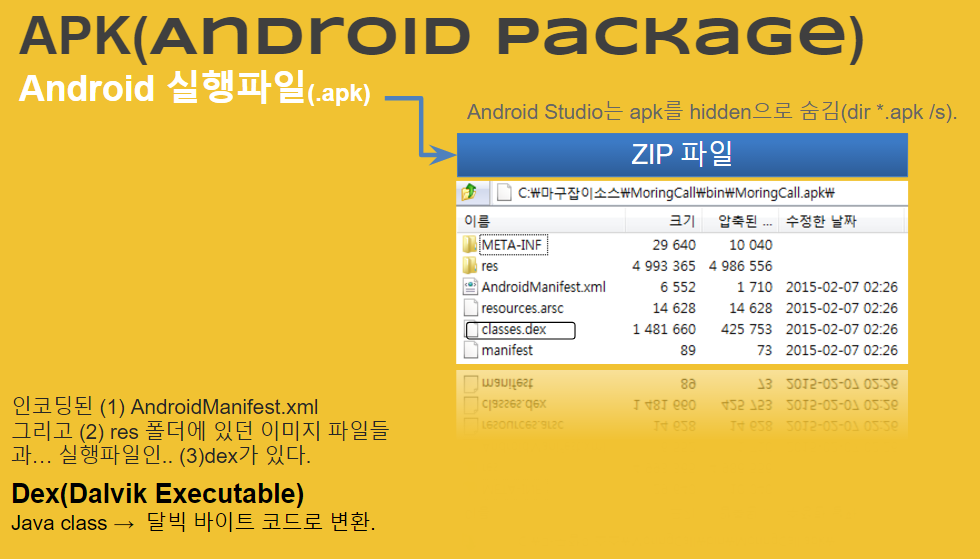 APK(Android Package)
Android 실행파일(.apk)
Android Studio는 apk를 hidden으로 숨김(dir *.apk /s).
ZIP 파일
C:₩마구잡이소스₩MoringCall₩bin₩MoringCall.apk₩
이름 크기 압축된 ... 수정한 날짜
META-INF 29 640 10 040
res 4 993 365 4 986 556
AndroidManifest.xml 6 552 1 710 2015-02-07 02:26
resources.arsc 14 628 14 628 2015-02-07 02:26
classes.dex 1 481 660 425 753 2015-02-07 02:26
manifest 89 73 2015-02-07 02:26
인코딩된 (1) AndroidManifest.xml
그리고 (2) res 폴더에 있던 이미지 파일들
과… 실행파일인.. (3)dex가 있다.
Dex(Dalvik Executable)
Java class → 달빅 바이트 코드로 변환.